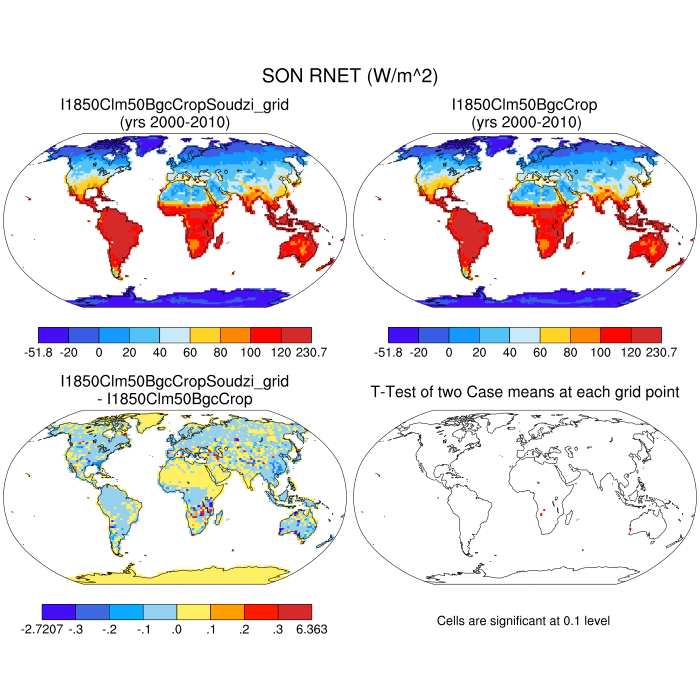 SON RNET (W/m^2)
I1850Clm50BgcCropSoudzi_grid
(yrs 2000-2010)
I1850Clm50BgcCrop
(yrs 2000-2010)
-51.8 -20 0 20 40 60 80 100 120 230.7
-51.8 -20 0 20 40 60 80 100 120 230.7
I1850Clm50BgcCropSoudzi_grid
- I1850Clm50BgcCrop
T-Test of two Case means at each grid point
-2.7207 -.3 -.2 -.1 .0 .1 .2 .3 6.363
Cells are significant at 0.1 level